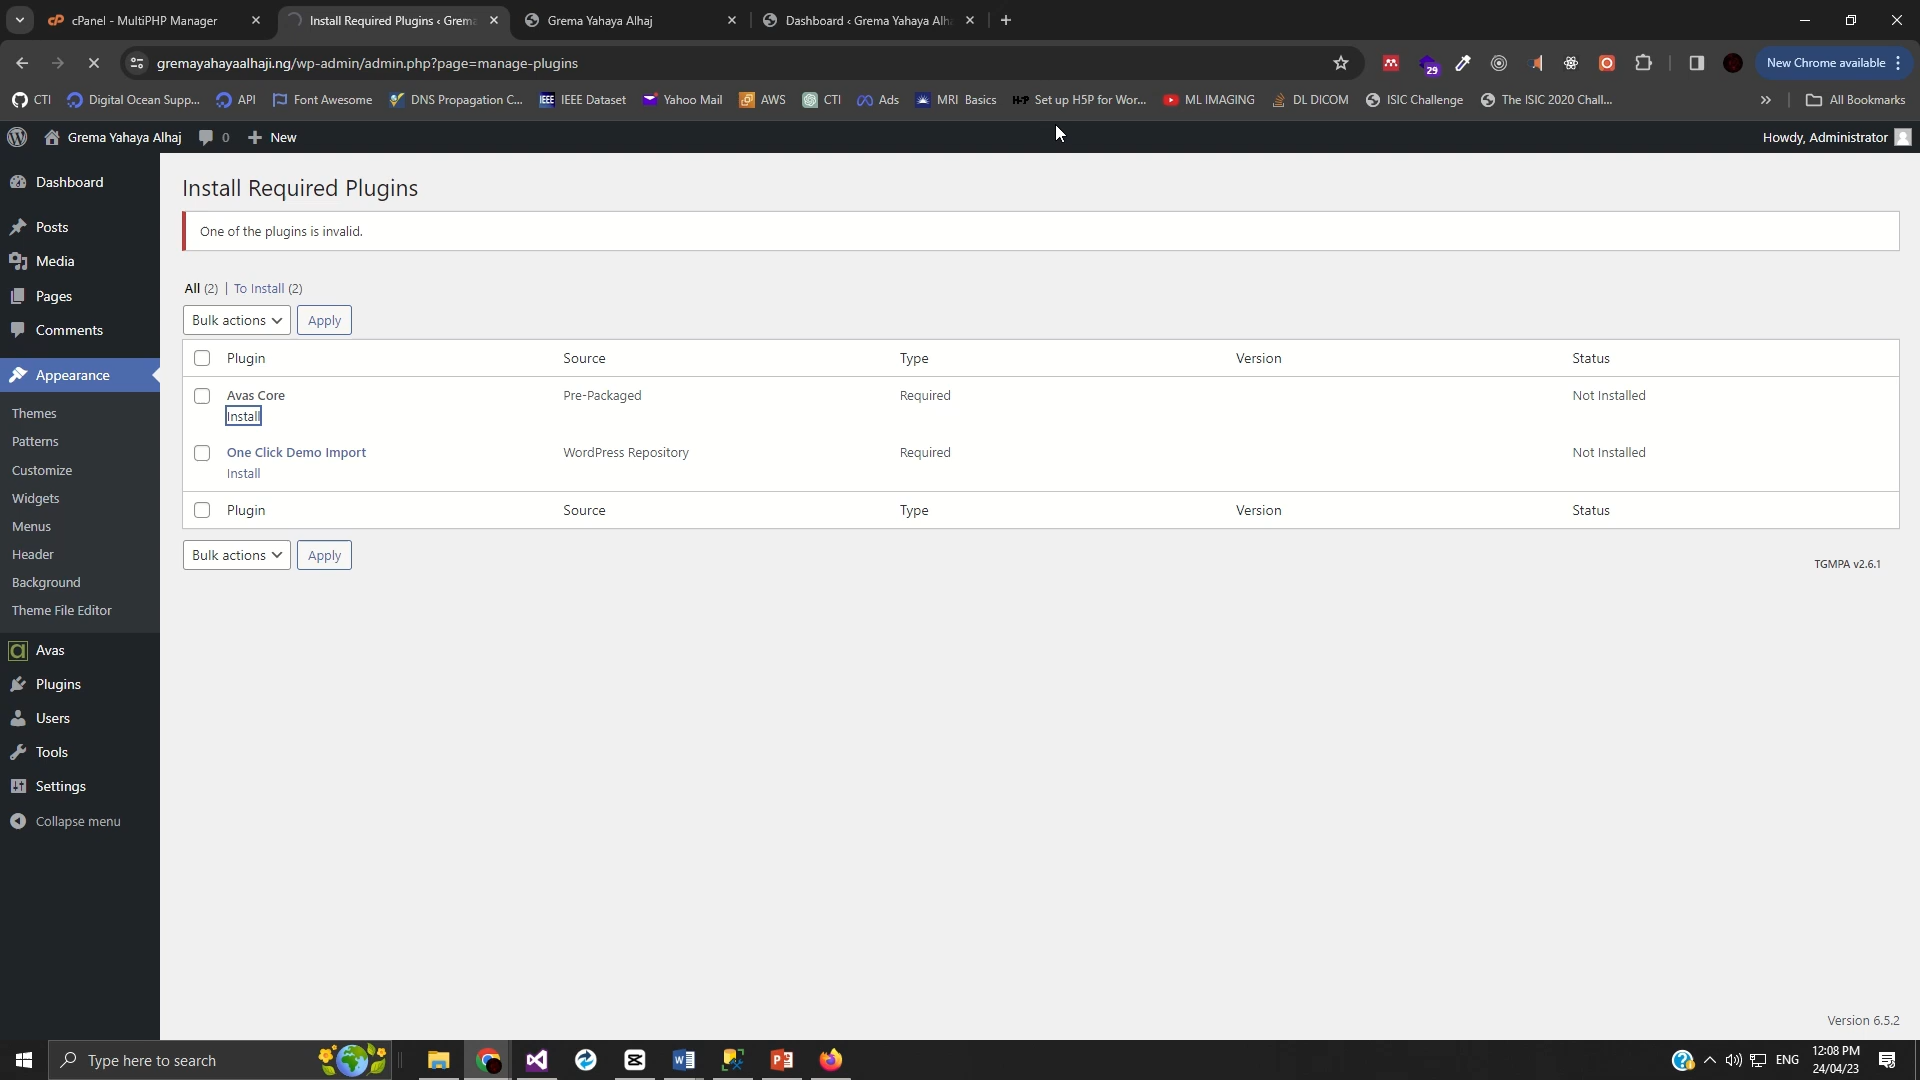 cPanel - MultiPHP Manager
Install Required Plugins ‹ Grema
Grema Yahaya Alhaj
Dashboard ‹ Grema Yahaya Alh
gremayahayaalhaji.ng/wp-admin/admin.php?page=manage-plugins
29
New Chrome available
CTI
Digital Ocean Supp...
API
Font Awesome
DNS Propagation C...
IEEE
IEEE Dataset
Yahoo Mail
AWS
CTI
Ads
MRI Basics
H-P
Set up H5P for Wor...
ML IMAGING
DL DICOM
ISIC Challenge
The ISIC 2020 Chall...
»
All Bookmarks
Grema Yahaya Alhaj
0
New
Howdy, Administrator
Dashboard
Posts
Media
Pages
Comments
Appearance
Themes
Patterns
Customize
Widgets
Menus
Header
Background
Theme File Editor
Avas
Plugins
Users
Tools
Settings
Collapse menu
Install Required Plugins
One of the plugins is invalid.
All (2) | To Install (2)
Bulk actions
Apply
Plugin Source Type Version Status
Avas Core Pre-Packaged Required Not Installed
Install
One Click Demo Import WordPress Repository Required Not Installed
Install
Plugin Source Type Version Status
Bulk actions
Apply
TGMPA v2.6.1
Version 6.5.2
Type here to search
ENG
12:08 PM
24/04/23